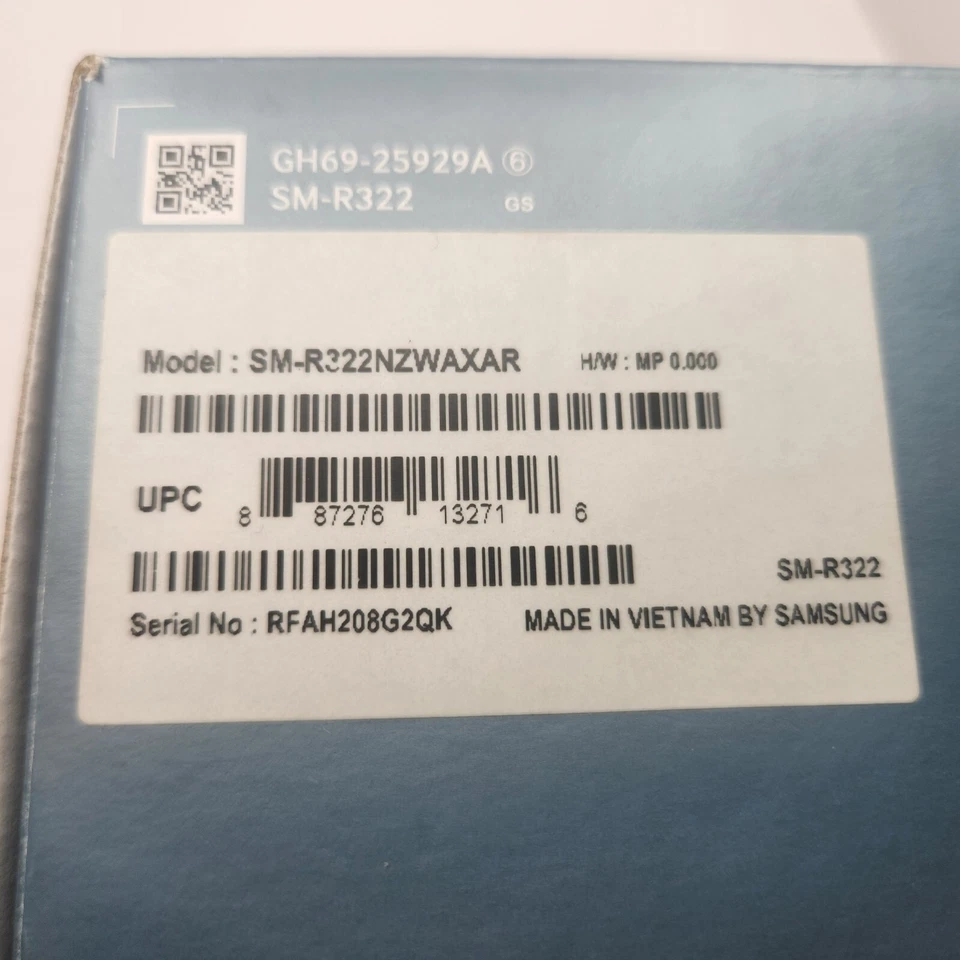 GH69-25929A ⑥
SM-R322 GS
Model : SM-R322NZWAXAR H/W : MP 0.000
UPC 8 87276 13271 6
SM-R322
Serial No : RFAH208G2QK MADE IN VIETNAM BY SAMSUNG